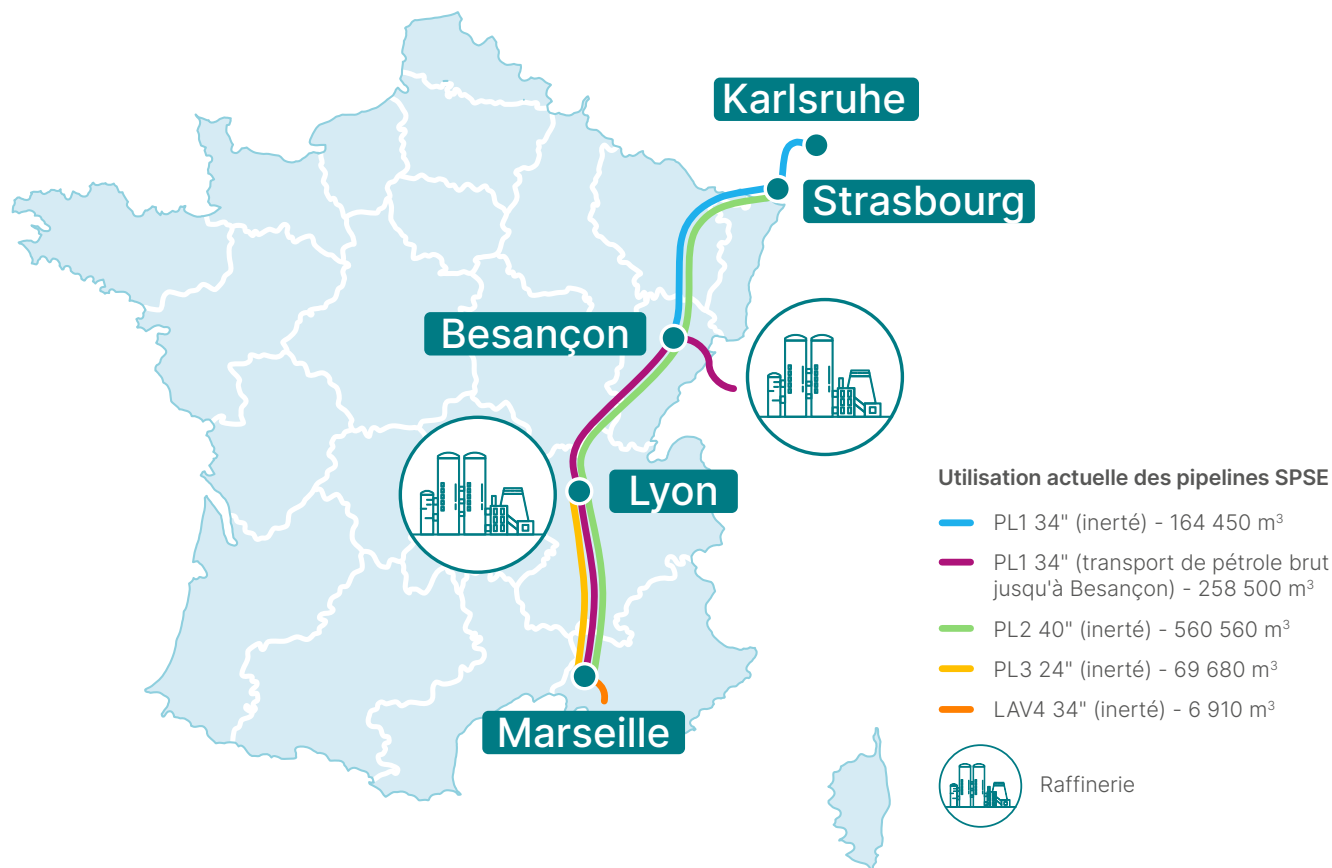 Karlsruhe
Strasbourg
Besançon
Lyon
Marseille
Utilisation actuelle des pipelines SPSE
PL1 34" (inerté) - 164 450 m³
PL1 34" (transport de pétrole brut
jusqu'à Besançon) - 258 500 m³
PL2 40" (inerté) - 560 560 m³
PL3 24" (inerté) - 69 680 m³
LAV4 34" (inerté) - 6 910 m³
Raffinerie